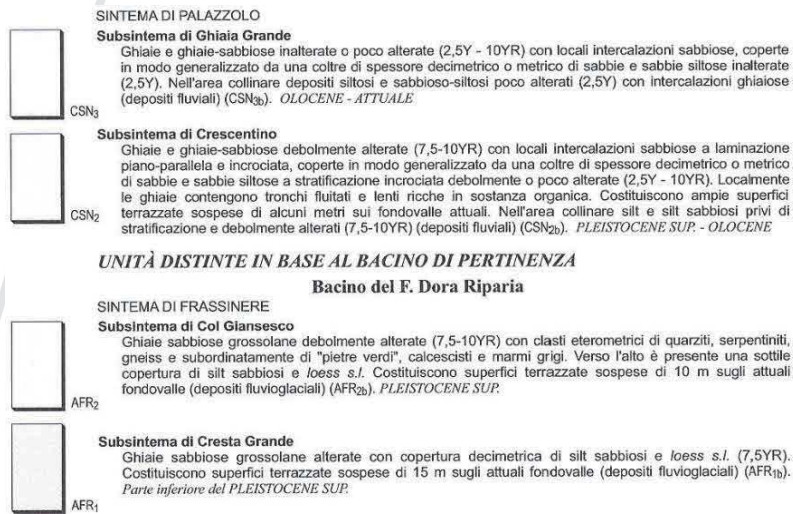 SINTEMA DI PALAZZOLO
Subsintema di Ghiaia Grande
Ghiaie e ghiaie-sabbiose inalterate o poco alterate (2,5Y - 10YR) con locali intercalazioni sabbiose, coperte
in modo generalizzato da una coltre di spessore decimetrico o metrico di sabbie e sabbie siltose inalterate
(2,5Y). Nell'area collinare depositi siltosi e sabbioso-siltosi poco alterati (2,5Y) con intercalazioni ghiaiose
(depositi fluviali) (CSN3b). OLOCENE - ATTUALE
CSN3
Subsintema di Crescentino
Ghiaie e ghiaie-sabbiose debolmente alterate (7,5-10YR) con locali intercalazioni sabbiose a laminazione
piano-parallela e incrociata, coperte in modo generalizzato da una coltre di spessore decimetrico o metrico
di sabbie e sabbie siltose a stratificazione incrociata debolmente o poco alterate (2,5Y - 10YR). Localmente
le ghiaie contengono tronchi fluitati e lenti ricche in sostanza organica. Costituiscono ampie superfici
terrazzate sospese di alcuni metri sui fondovalle attuali. Nell'area collinare silt e silt sabbiosi privi di
stratificazione e debolmente alterati (7,5-10YR) (depositi fluviali) (CSN2b). PLEISTOCENE SUP. - OLOCENE
CSN2
UNITÀ DISTINTE IN BASE AL BACINO DI PERTINENZA
Bacino del F. Dora Riparia
SINTEMA DI FRASSINERE
Subsintema di Col Giansesco
Ghiaie sabbiose grossolane debolmente alterate (7,5-10YR) con clasti eterometrici di quarziti, serpentiniti,
gneiss e subordinatamente di "pietre verdi", calcescisti e marmi grigi. Verso l'alto è presente una sottile
copertura di silt sabbiosi e loess s.l. Costituiscono superfici terrazzate sospese di 10 m sugli attuali
fondovalle (depositi fluvioglaciali) (AFR2b). PLEISTOCENE SUP.
AFR2
Subsintema di Cresta Grande
Ghiaie sabbiose grossolane alterate con copertura decimetrica di silt sabbiosi e loess s.l. (7,5YR).
Costituiscono superfici terrazzate sospese di 15 m sugli attuali fondovalle (depositi fluvioglaciali) (AFR1b).
Parte inferiore del PLEISTOCENE SUP.
AFR1